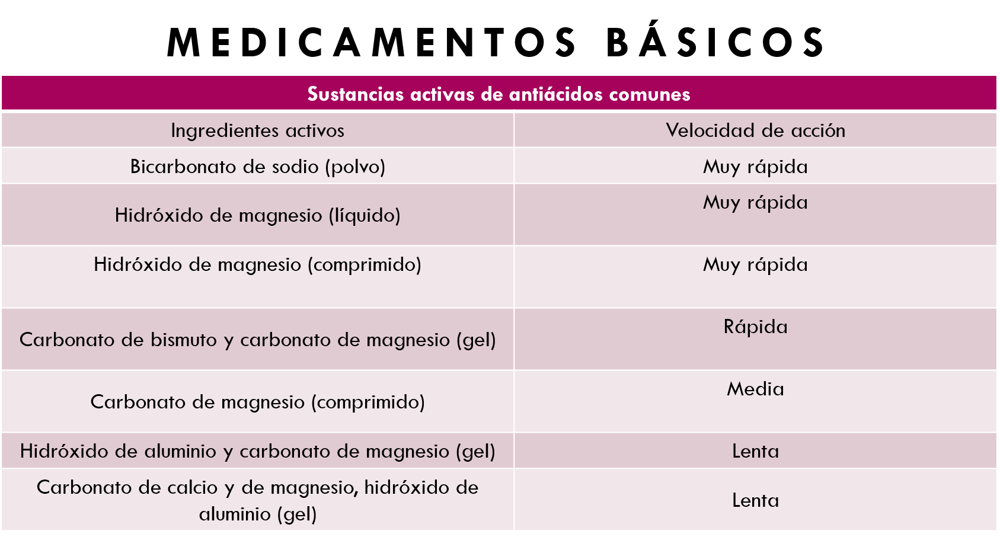 MEDICAMENTOS BÁSICOS
Sustancias activas de antiácidos comunes
Ingredientes activos
Velocidad de acción
Bicarbonato de sodio (polvo)
Muy rápida
Hidróxido de magnesio (líquido)
Muy rápida
Hidróxido de magnesio (comprimido)
Muy rápida
Carbonato de bismuto y carbonato de magnesio (gel)
Rápida
Carbonato de magnesio (comprimido)
Media
Hidróxido de aluminio y carbonato de magnesio (gel)
Lenta
Carbonato de calcio y de magnesio, hidróxido de
aluminio (gel)
Lenta